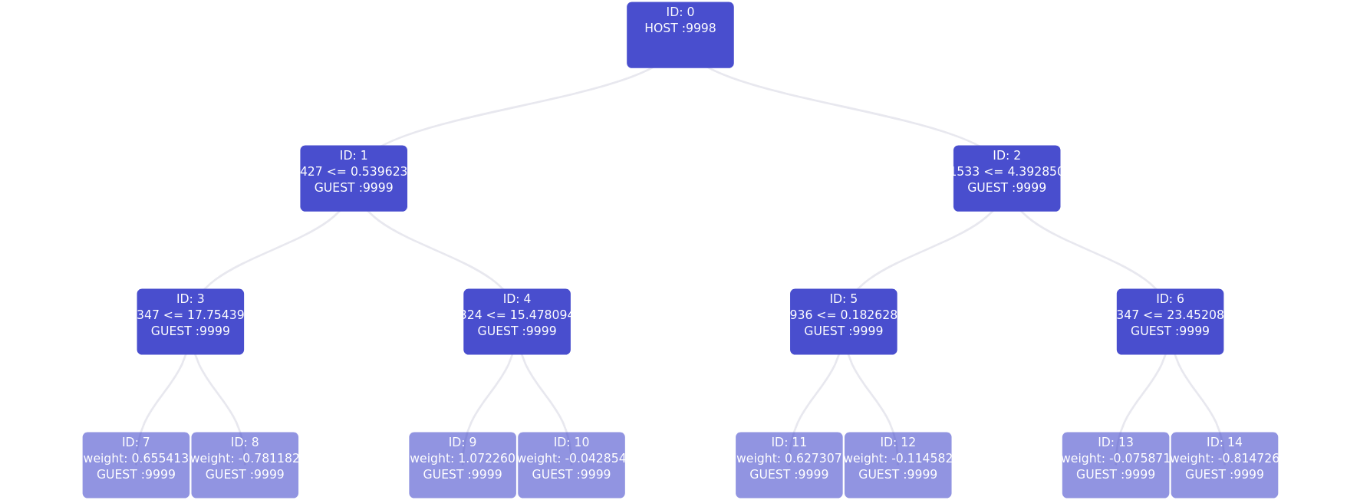 ID: 0
HOST :9998
ID: 1
427 <= 0.539623
GUEST :9999
ID: 2
1533 <= 4.392850
GUEST :9999
ID: 3
347 <= 17.75439
GUEST :9999
ID: 4
324 <= 15.478094
GUEST :9999
ID: 5
936 <= 0.182628
GUEST :9999
ID: 6
347 <= 23.45208
GUEST :9999
ID: 7
weight: 0.655413
GUEST :9999
ID: 8
weight: -0.781182
GUEST :9999
ID: 9
weight: 1.072260
GUEST :9999
ID: 10
weight: -0.042854
GUEST :9999
ID: 11
weight: 0.627307
GUEST :9999
ID: 12
weight: -0.114582
GUEST :9999
ID: 13
weight: -0.075871
GUEST :9999
ID: 14
weight: -0.814726
GUEST :9999